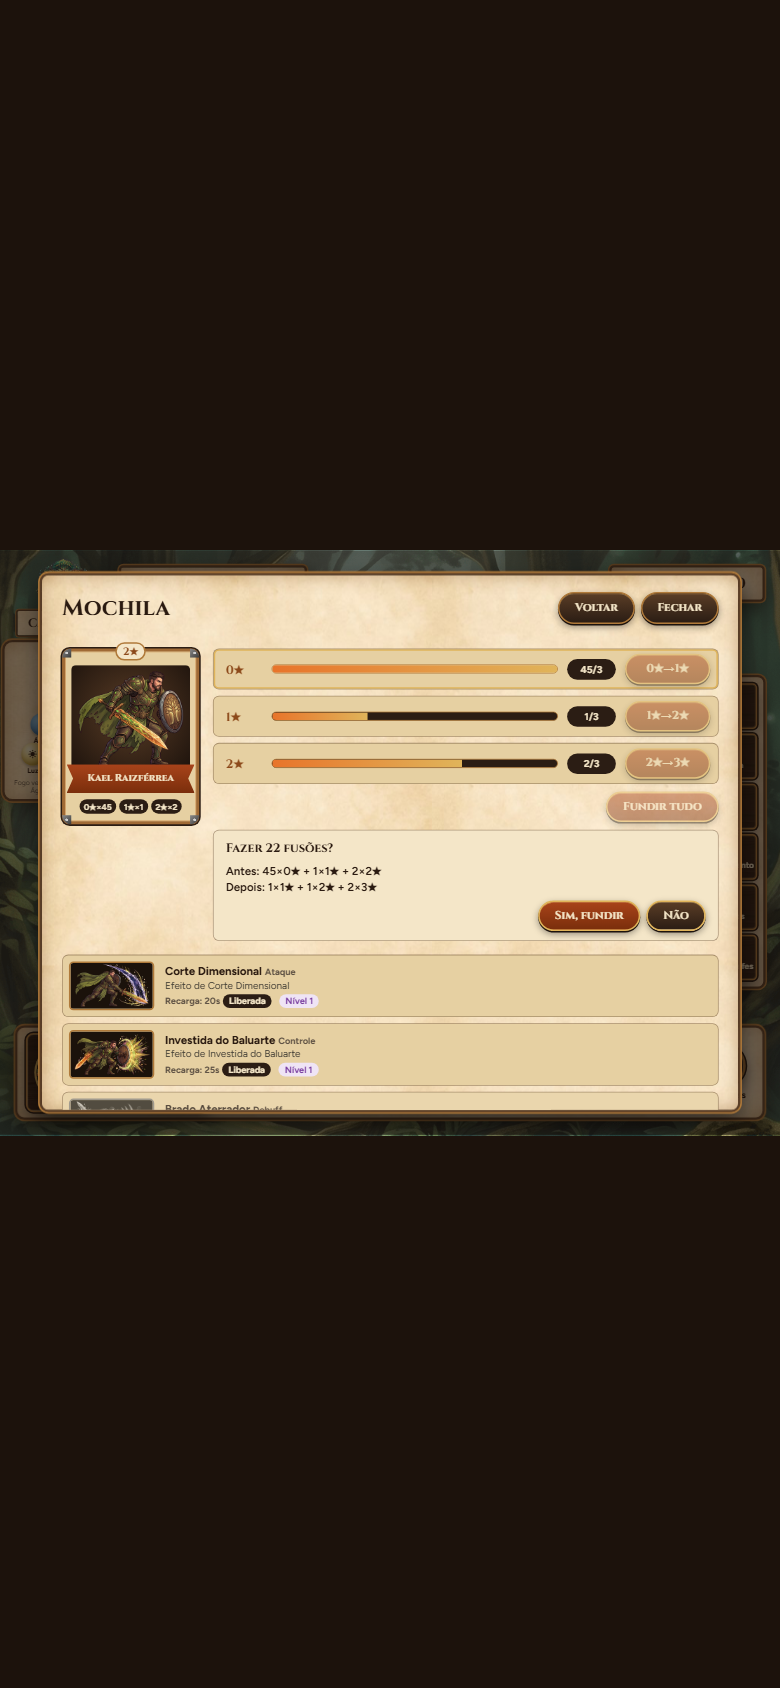 Mochila
Voltar
Fechar
2★
Kael Raizférrea
0★×45 1★×1 2★×2
0★ 45/3 0★→1★
1★ 1/3 1★→2★
2★ 2/3 2★→3★
Fundir tudo
Fazer 22 fusões?
Antes: 45×0★ + 1×1★ + 2×2★
Depois: 1×1★ + 1×2★ + 2×3★
Sim, fundir
Não
Corte Dimensional Ataque
Efeito de Corte Dimensional
Recarga: 20s Liberada Nível 1
Investida do Baluarte Controle
Efeito de Investida do Baluarte
Recarga: 25s Liberada Nível 1
Brado Aterrador Debuff